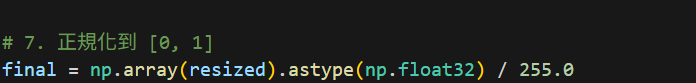 # 7. 正規化到 [0, 1]
final = np.array(resized).astype(np.float32) / 255.0